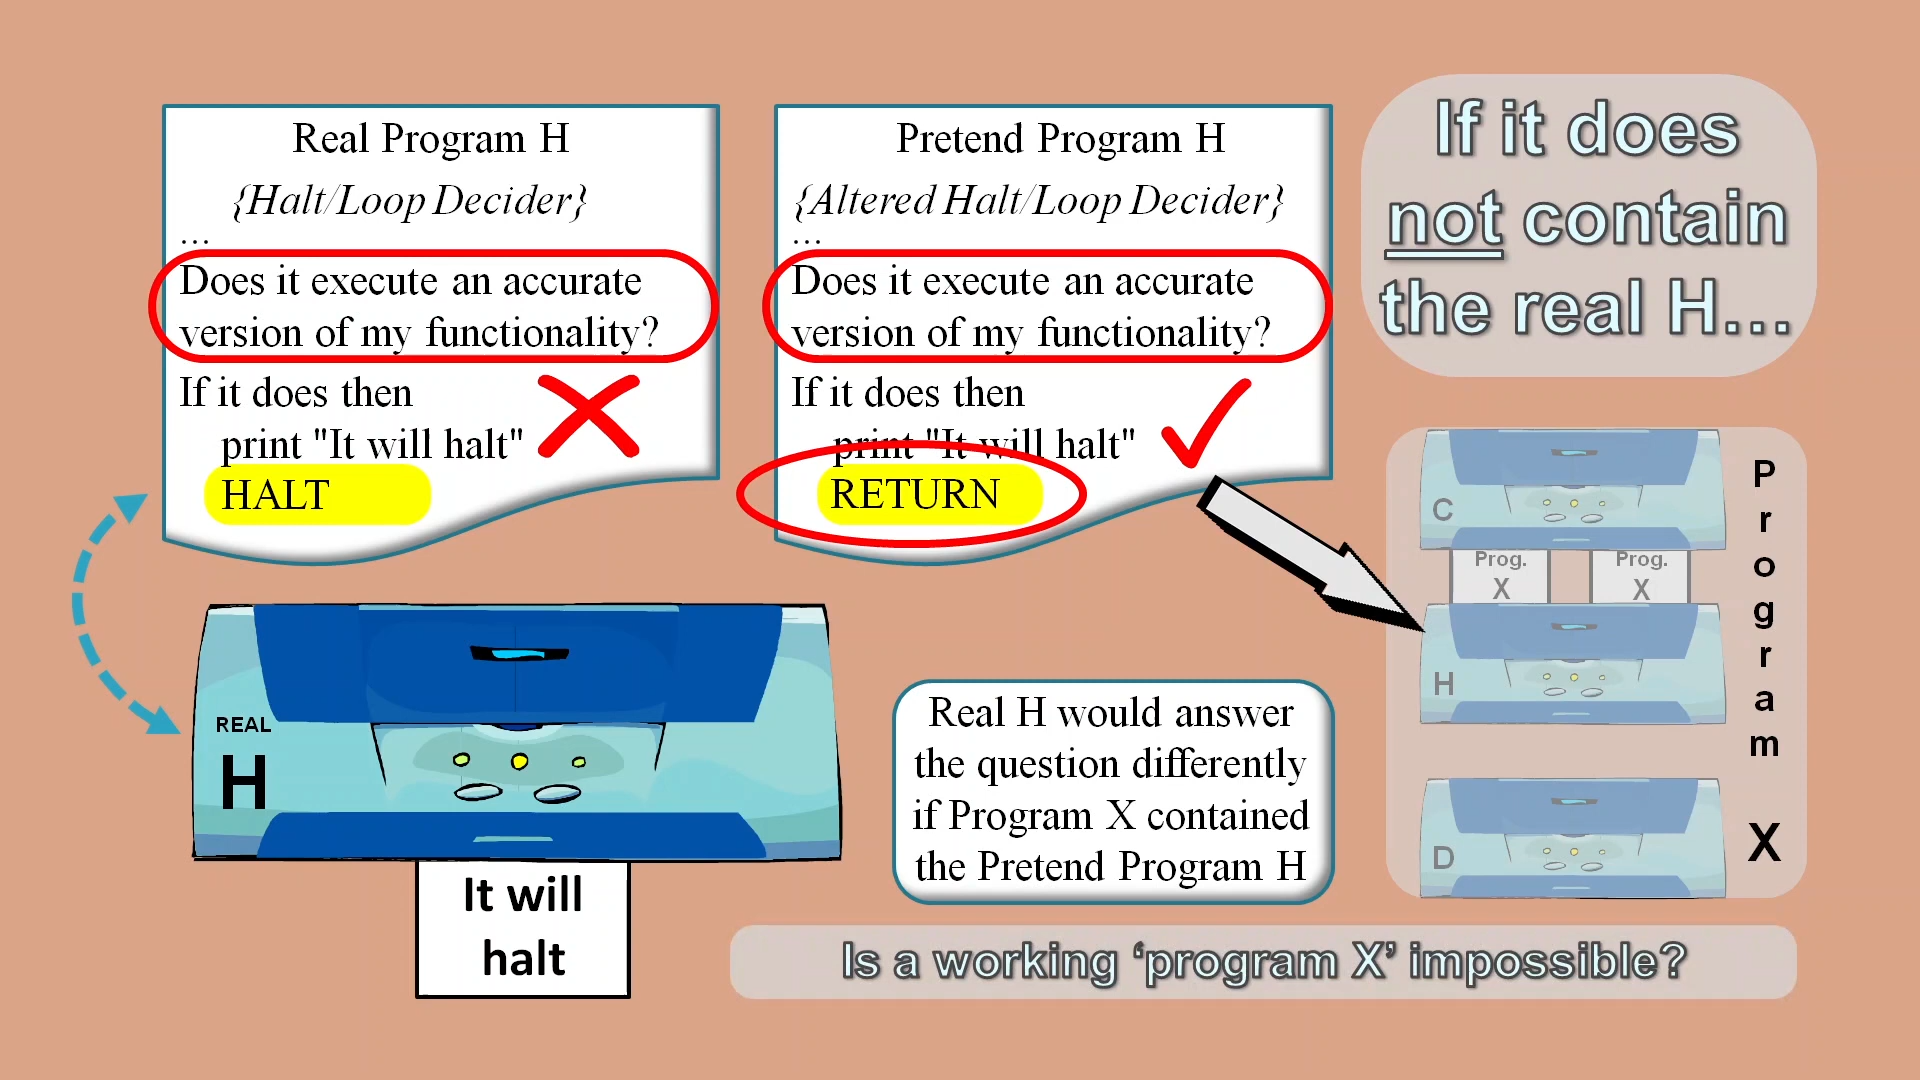 Real Program H
{Halt/Loop Decider}
...
Does it execute an accurate
version of my functionality?
If it does then
print "It will halt"
HALT
Pretend Program H
{Altered Halt/Loop Decider}
...
Does it execute an accurate
version of my functionality?
If it does then
print "It will halt"
RETURN
If it does
not contain
the real H...
REAL
H
It will
halt
Real H would answer
the question differently
if Program X contained
the Pretend Program H
C
Prog.
X
Prog.
X
H
D
Program
X
Is a working ‘program X’ impossible?